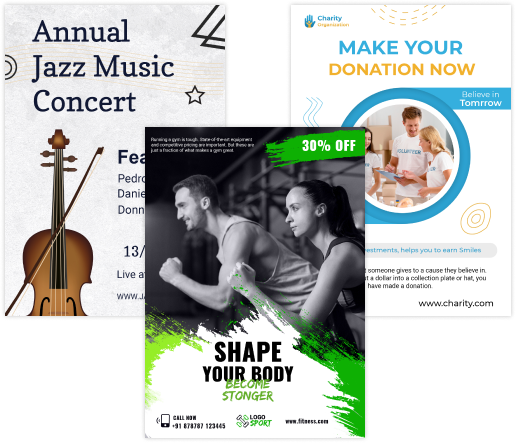 Annual
Jazz Music
Concert
Fea
Pedro
Danie
Donn
13/
Live at
WWW.JA
Charity
Organization
MAKE YOUR
DONATION NOW
Believe in
Tomrrow
VOLUNTEER
estments, helps you to earn Smiles
t someone gives to a cause they believe in.
t a dollar into a collection plate or hat, you
have made a donation.
www.charity.com
Running a gym is tough. State-of-the-art equipment
and competitive pricing are important. But these are
just a fraction of what makes a gym great.
30% OFF
SHAPE
YOUR BODY
BECOME
STONGER
CALL NOW
+91 878787 123445
LOGO
SPORT
www.fitness.com